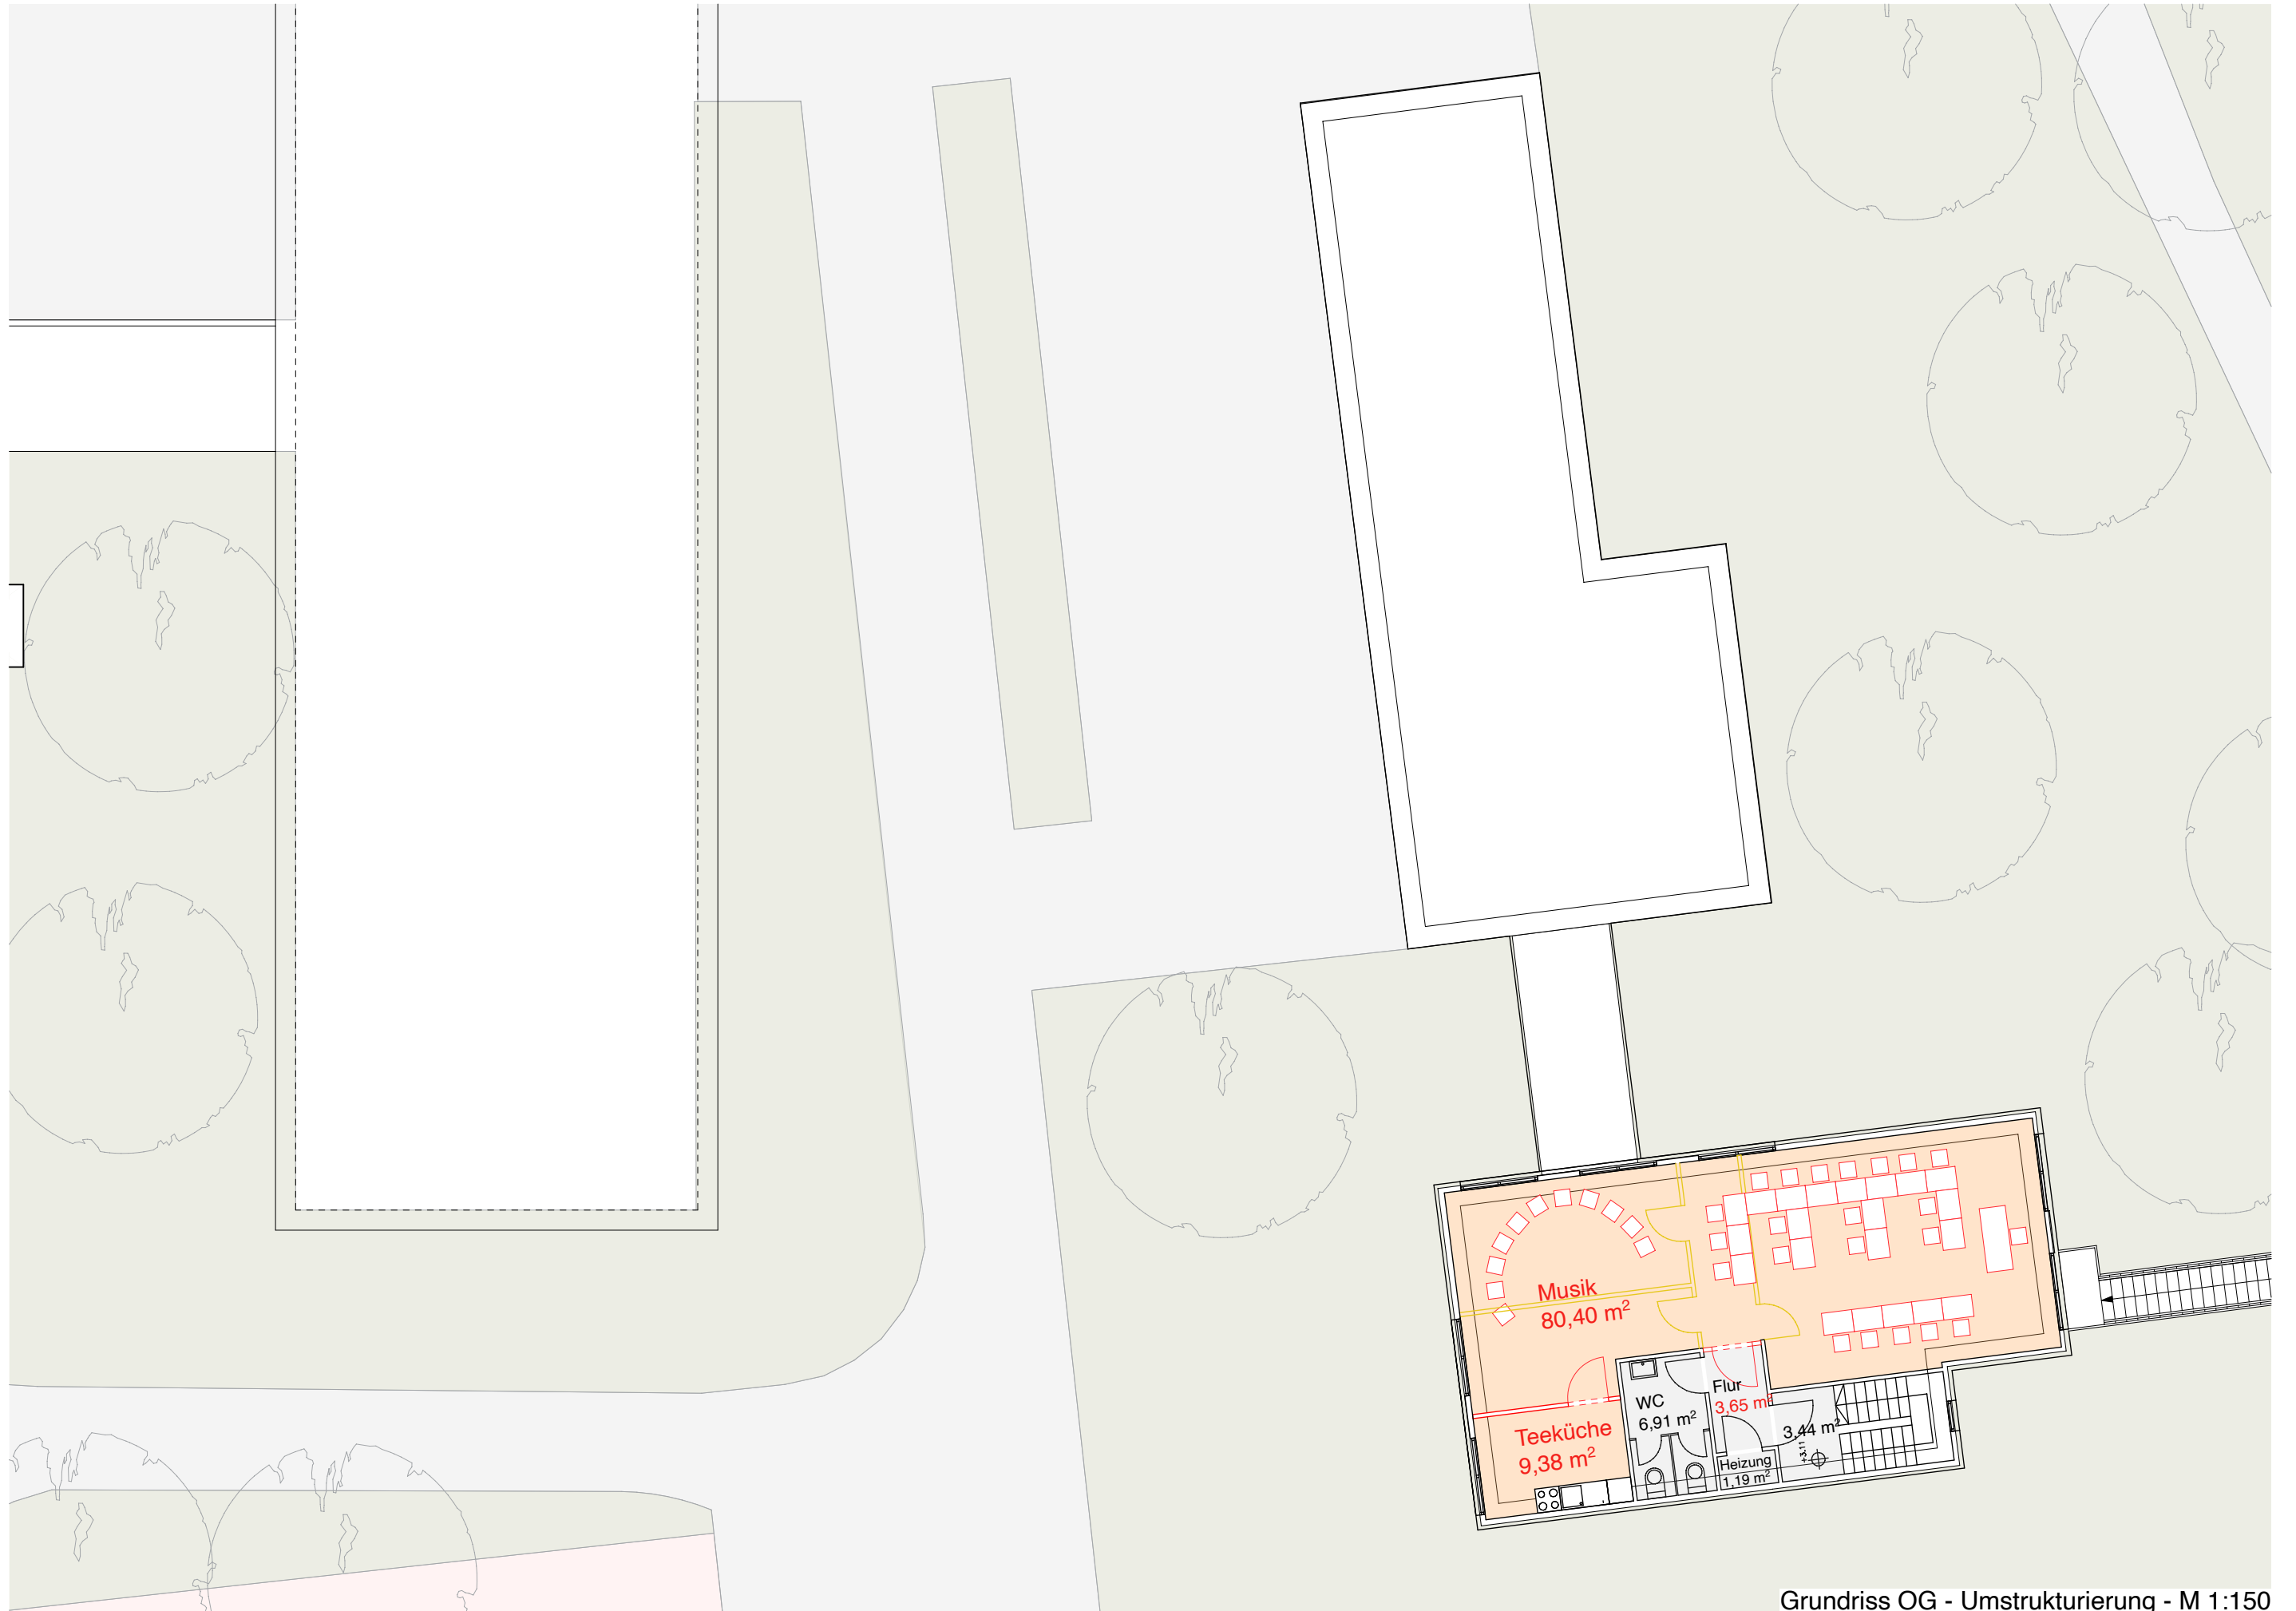 Musik
80,40 m²
WC
6,91 m²
Flur
3,65 m²
Teeküche
9,38 m²
3,44 m²
Heizung
1,19 m²
Grundriss OG - Umstrukturierung - M 1:150